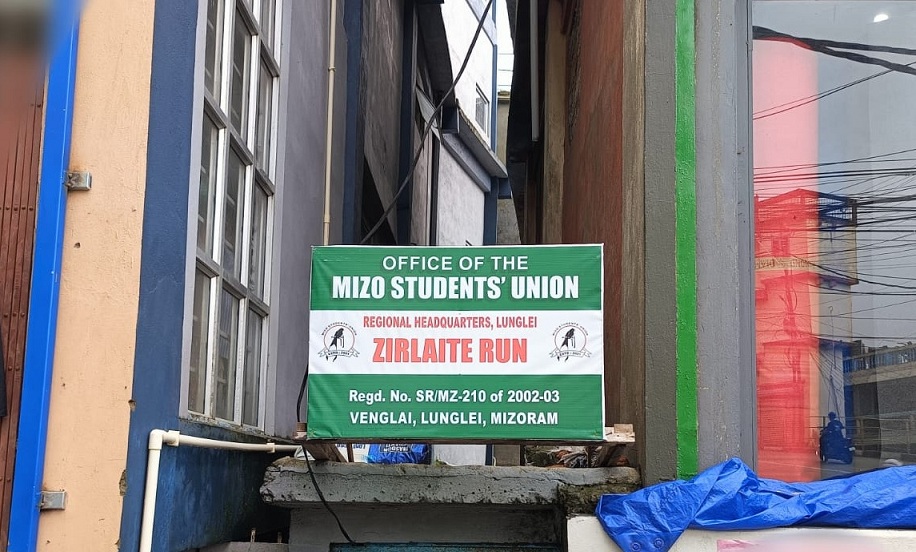 OFFICE OF THE
MIZO STUDENTS' UNION
REGIONAL HEADQUARTERS, LUNGLEI
ZIRLAITE RUN
Regd. No. SR/MZ-210 of 2002-03
VENGLAI, LUNGLEI, MIZORAM